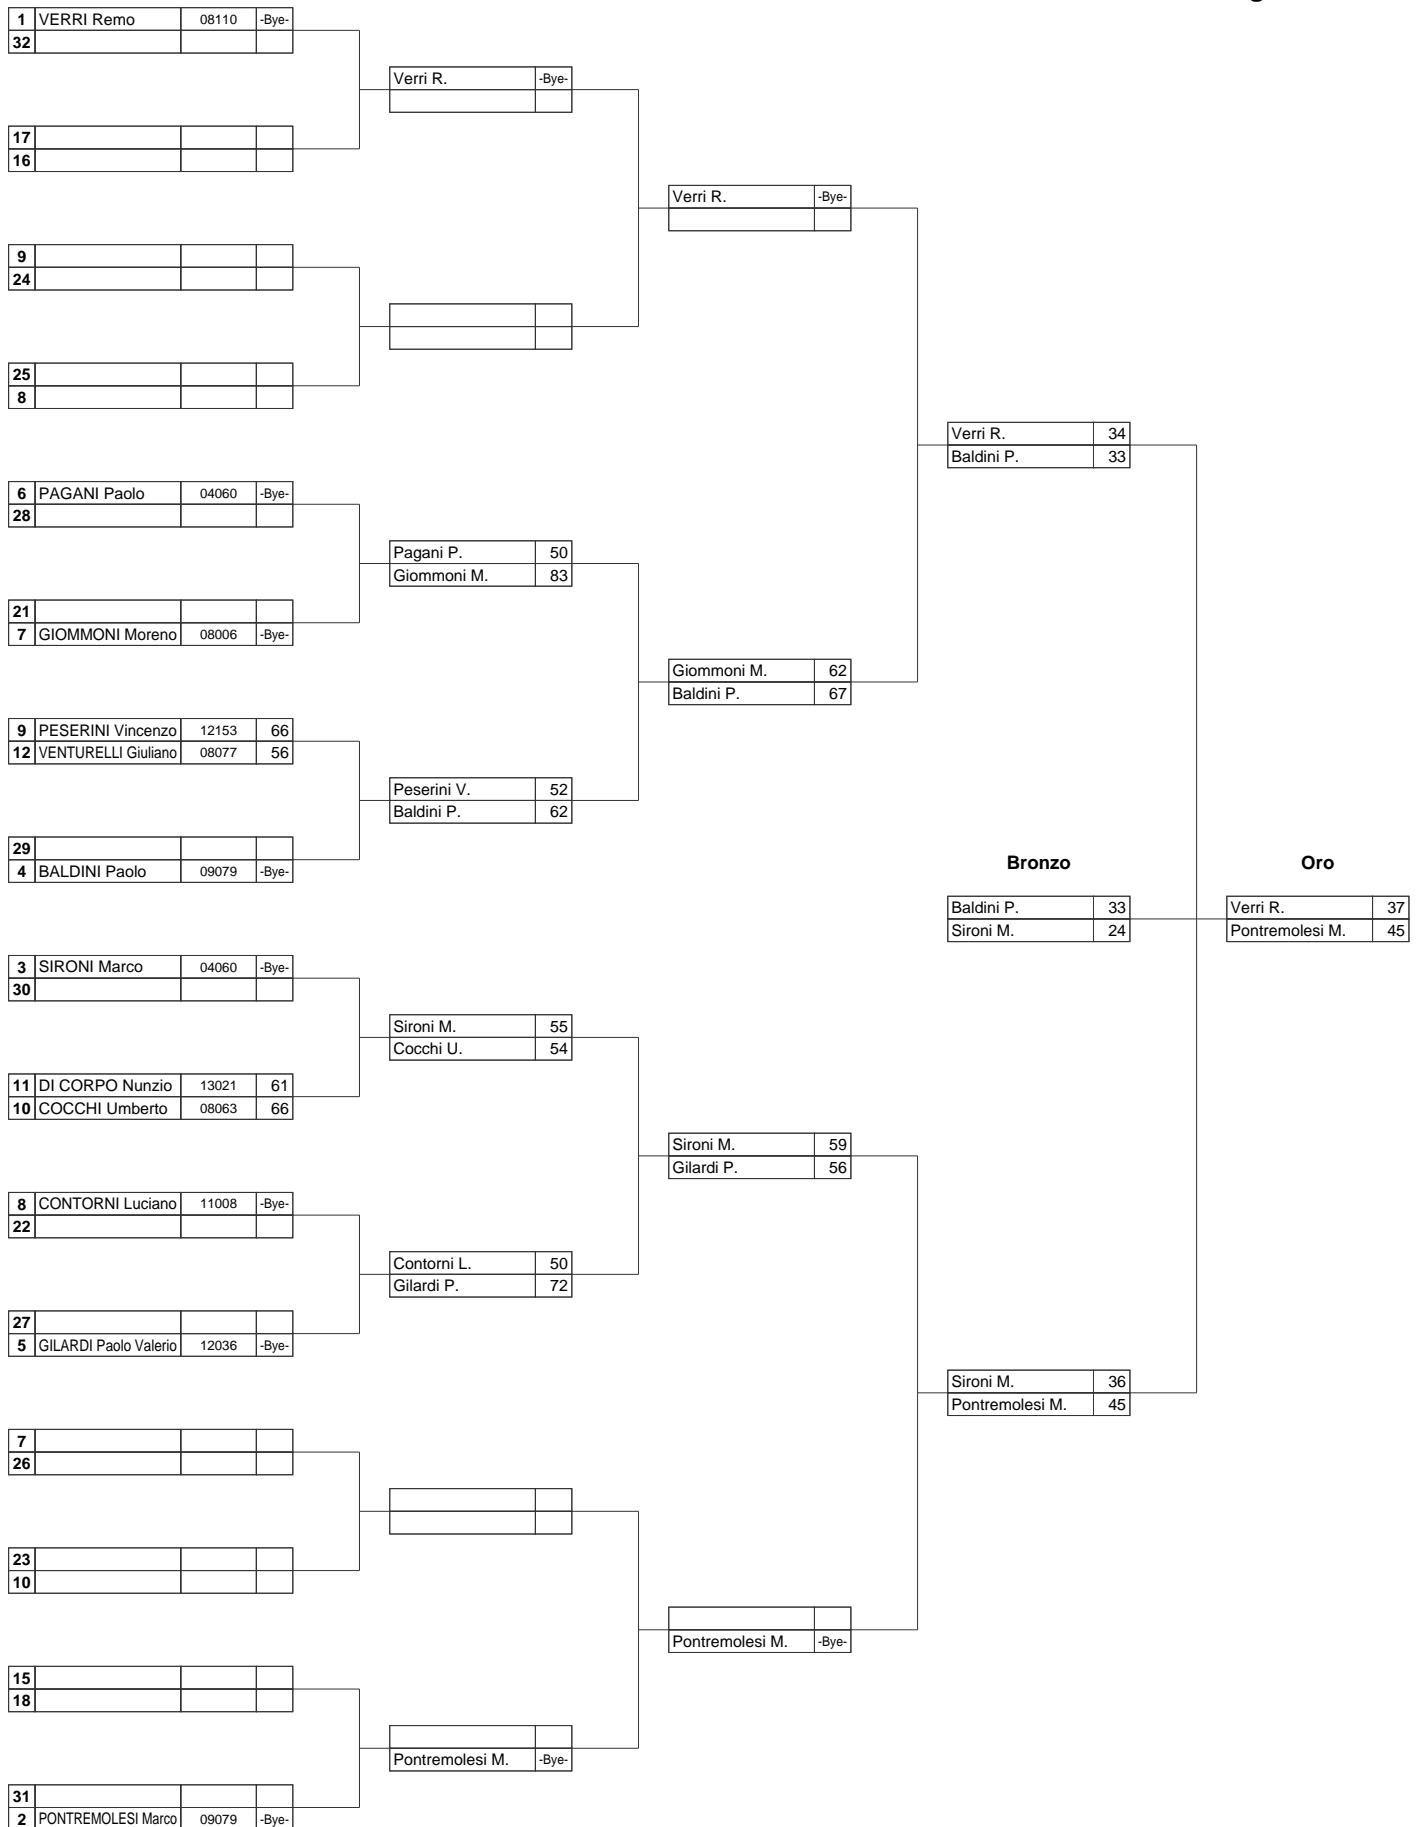 1 VERRI Remo 08110 -Bye-
32
Verri R. -Bye-
17
16
Verri R. -Bye-
9
24
25
8
Verri R. 34
Baldini P. 33
6 PAGANI Paolo 04060 -Bye-
28
Pagani P. 50
Giommoni M. 83
21
7 GIOMMONI Moreno 08006 -Bye-
Giommoni M. 62
Baldini P. 67
9 PESERINI Vincenzo 12153 66
12 VENTURELLI Giuliano 08077 56
Peserini V. 52
Baldini P. 62
29
4 BALDINI Paolo 09079 -Bye-
Bronzo Oro
Baldini P. 33 Verri R. 37
Sironi M. 24 Pontremolesi M. 45
3 SIRONI Marco 04060 -Bye-
30
Sironi M. 55
Cocchi U. 54
11 DI CORPO Nunzio 13021 61
10 COCCHI Umberto 08063 66
Sironi M. 59
Gilardi P. 56
8 CONTORNI Luciano 11008 -Bye-
22
Contorni L. 50
Gilardi P. 72
27
5 GILARDI Paolo Valerio 12036 -Bye-
Sironi M. 36
Pontremolesi M. 45
7
26
23
10
Pontremolesi M. -Bye-
15
18
Pontremolesi M. -Bye-
31
2 PONTREMOLESI Marco 09079 -Bye-